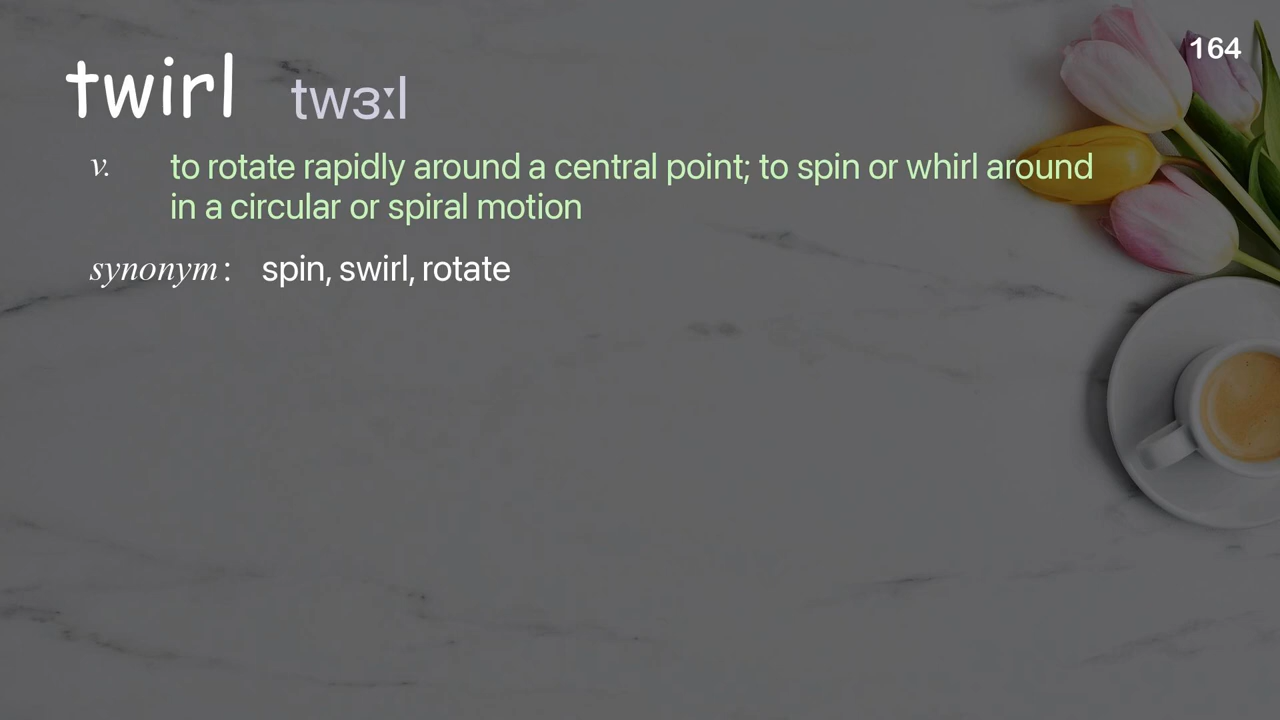 164
twirl twɜːl
v. to rotate rapidly around a central point; to spin or whirl around
in a circular or spiral motion
synonym : spin, swirl, rotate